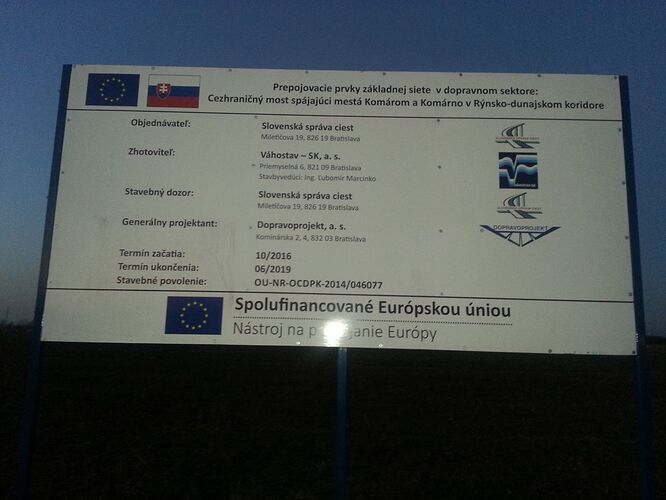 Prepojovacie prvky základnej siete v dopravnom sektore:
Cezhraničný most spájajúci mestá Komárom a Komárno v Rýnsko-dunajskom koridore
Objednávateľ: Slovenská správa ciest
Miletičova 19, 826 19 Bratislava
Zhotoviteľ: Váhostav – SK, a. s.
Priemyselná 6, 821 09 Bratislava
Stavbyvedúci: Ing. Ľubomír Marcinko
Stavebný dozor: Slovenská správa ciest
Miletičova 19, 826 19 Bratislava
Generálny projektant: Dopravoprojekt, a. s.
Kominárska 2, 4, 832 03 Bratislava
DOPRAVOPROJEKT
Termín začatia: 10/2016
Termín ukončenia: 06/2019
Stavebné povolenie: OU-NR-OCDPK-2014/046077
Spolufinancované Európskou úniou
Nástroj na Európy